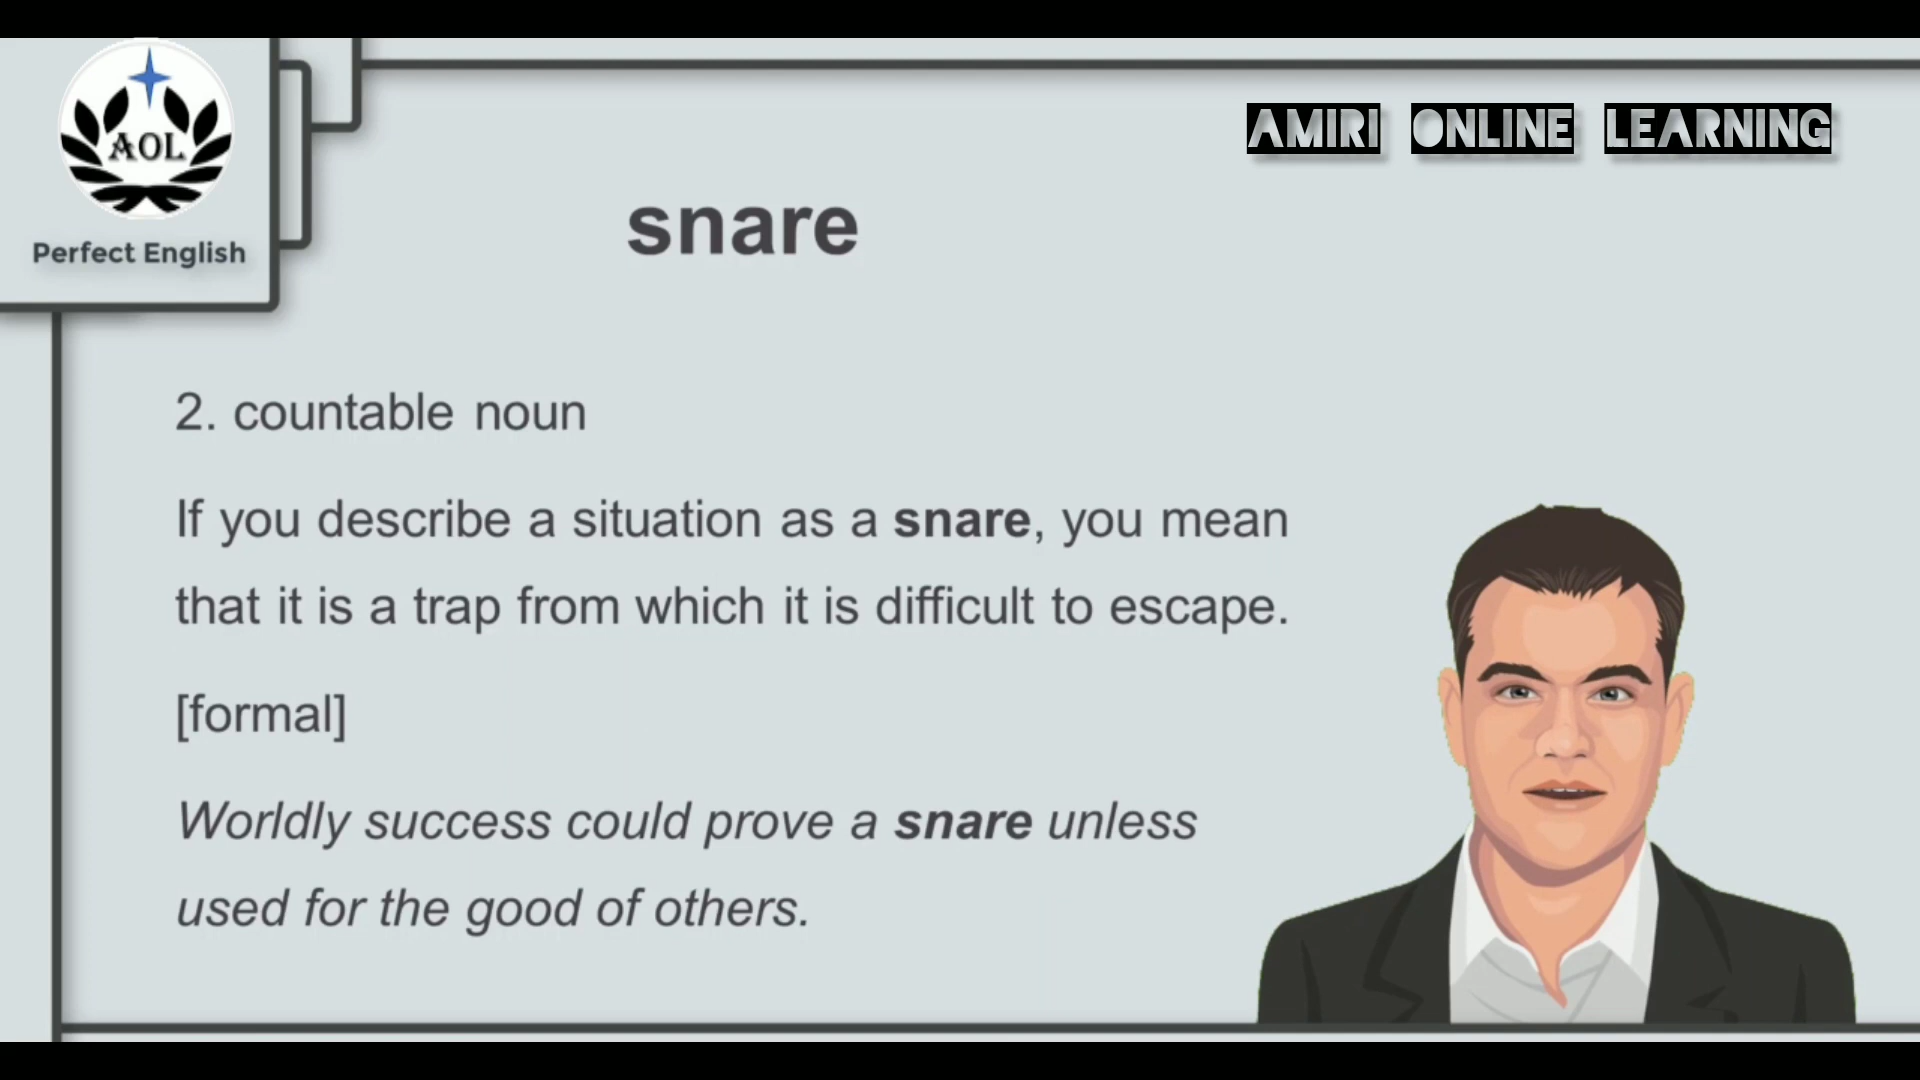 AOL
Perfect English
AMIRI ONLINE LEARNING
snare
2. countable noun
If you describe a situation as a snare, you mean
that it is a trap from which it is difficult to escape.
[formal]
Worldly success could prove a snare unless
used for the good of others.